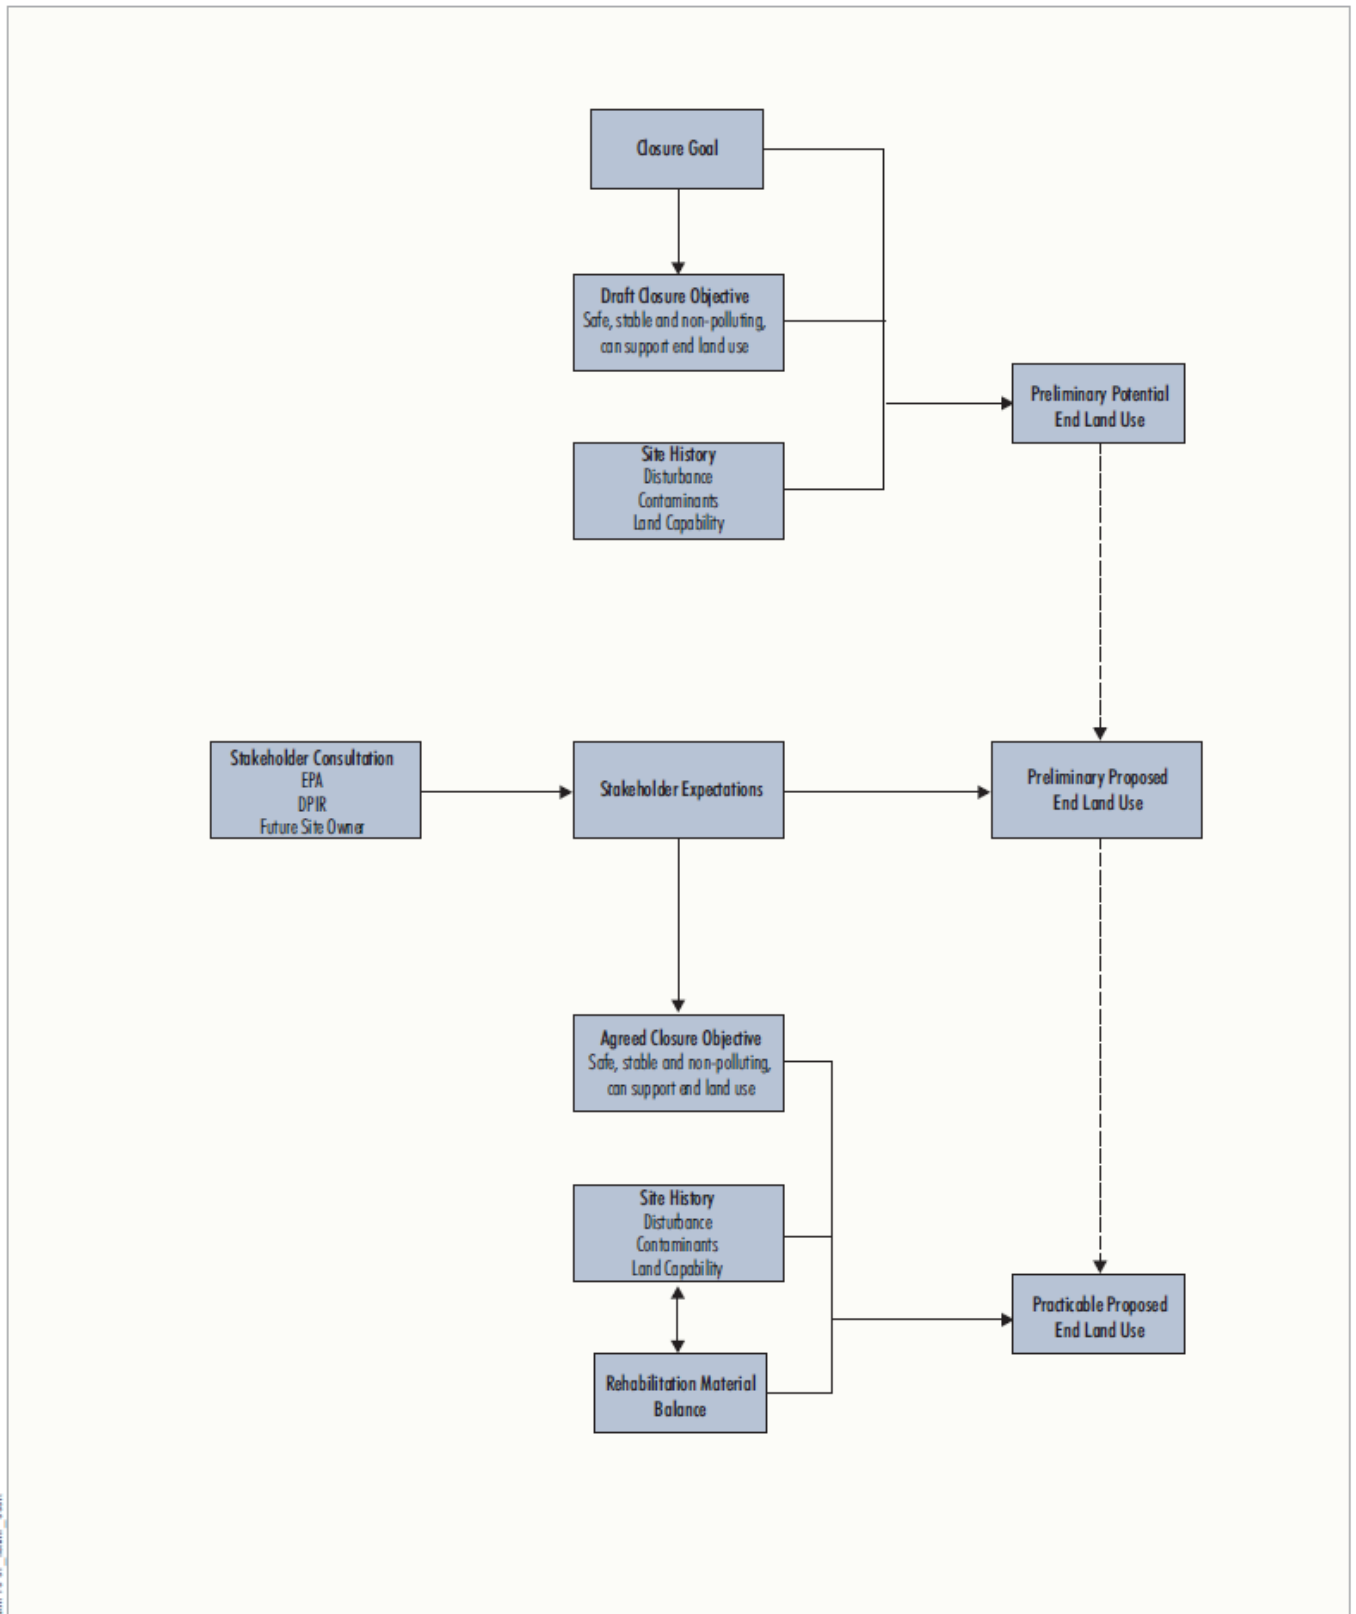 Closure Goal
Draft Closure Objective
Safe, stable and non-polluting,
can support end land use
Preliminary Potential
End Land Use
Site History
Disturbance
Contaminants
Land Capability
Stakeholder Consultation
EPA
DPIR
Future Site Owner
Stakeholder Expectations
Preliminary Proposed
End Land Use
Agreed Closure Objective
Safe, stable and non-polluting,
can support end land use
Site History
Disturbance
Contaminants
Land Capability
Practicable Proposed
End Land Use
Rehabilitation Material
Balance